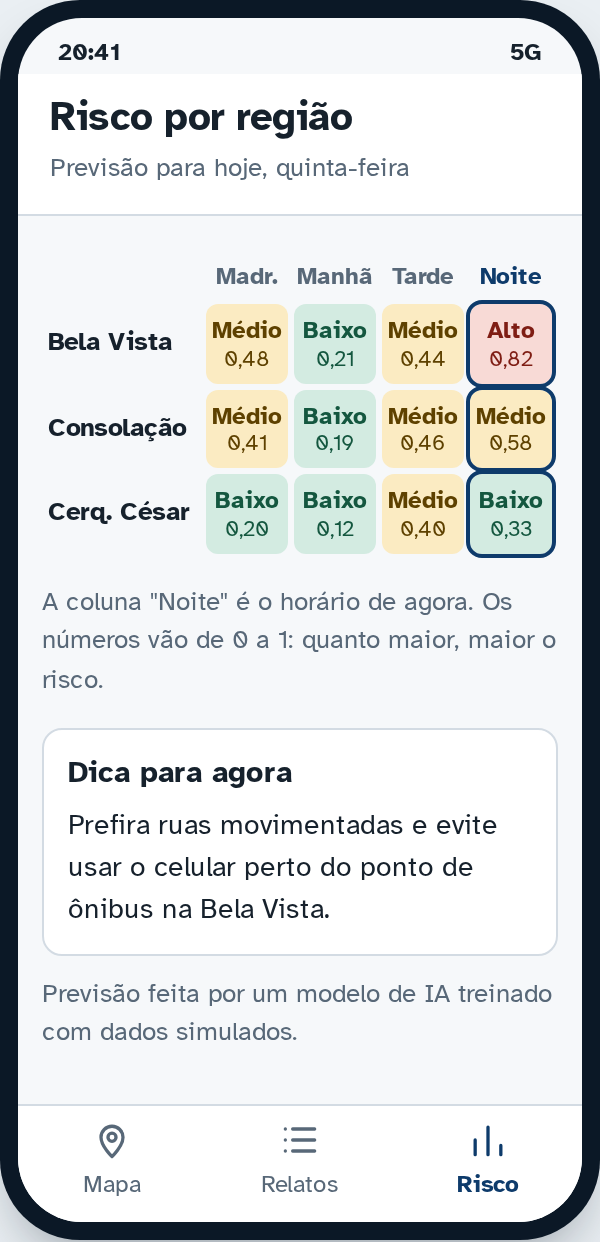 20:41 5G
Risco por região
Previsão para hoje, quinta-feira
Madr. Manhã Tarde Noite
Bela Vista Médio Baixo Médio Alto
0,48 0,21 0,44 0,82
Consolação Médio Baixo Médio Médio
0,41 0,19 0,46 0,58
Cerq. César Baixo Baixo Médio Baixo
0,20 0,12 0,40 0,33
A coluna "Noite" é o horário de agora. Os
números vão de 0 a 1: quanto maior, maior o
risco.
Dica para agora
Prefira ruas movimentadas e evite
usar o celular perto do ponto de
ônibus na Bela Vista.
Previsão feita por um modelo de IA treinado
com dados simulados.
Mapa Relatos Risco